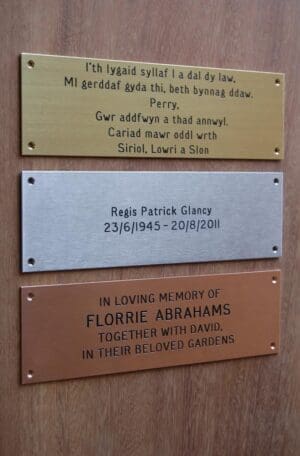 I'th lygaid syllaf I a dal dy law,
MI gerddaf gyda thi, beth bynnag ddaw.
Perry,
Gwr addfwyn a thad annwyl.
Cariad mawr oddI wrth
Siriol, Lowri a SIon
Regis Patrick Glancy
23/6/1945 - 20/8/2011
IN LOVING MEMORY OF
FLORRIE ABRAHAMS
TOGETHER WITH DAVID,
IN THEIR BELOVED GARDENS